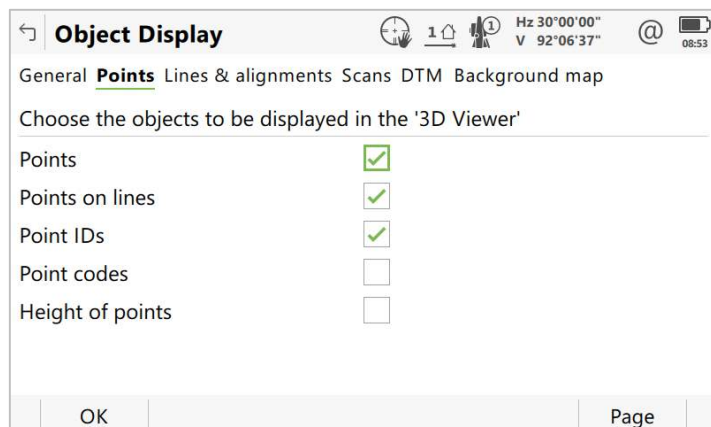 Object Display 1 1 Hz 30°00'00" @
V 92°06'37" 08:53
General Points Lines & alignments Scans DTM Background map
Choose the objects to be displayed in the '3D Viewer'
Points
Points on lines
Point IDs
Point codes
Height of points
OK Page